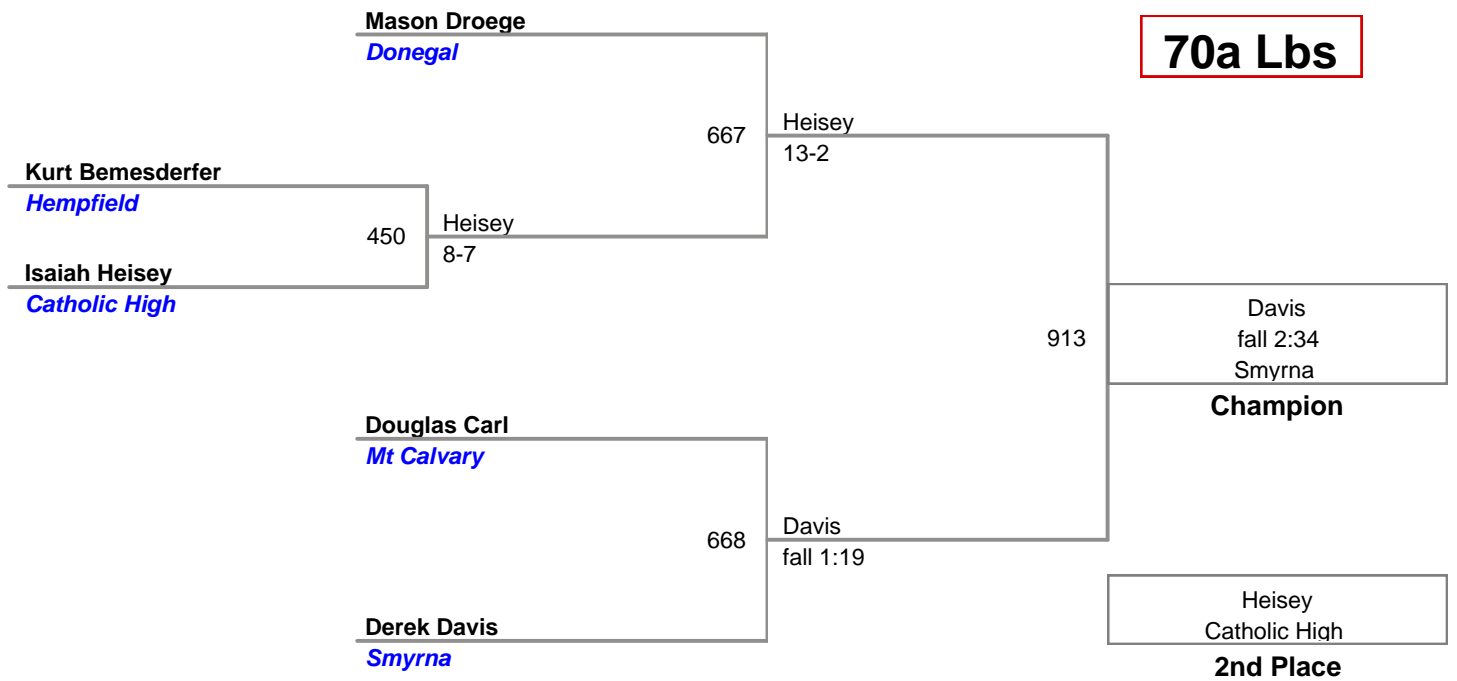 Mason Droege
Donegal
70a Lbs
667
Heisey
13-2
Kurt Bemesderfer
Hempfield
450
Heisey
8-7
Isaiah Heisey
Catholic High
913
Davis
fall 2:34
Smyrna
Champion
Douglas Carl
Mt Calvary
668
Davis
fall 1:19
Derek Davis
Smyrna
Heisey
Catholic High
2nd Place